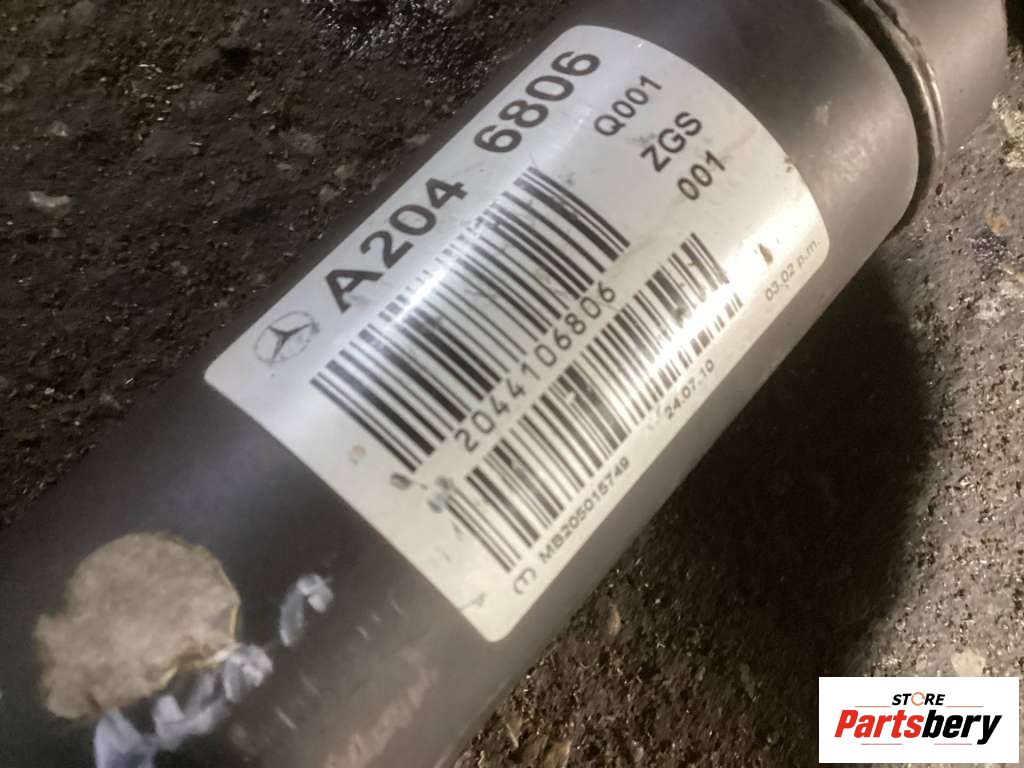 A204 6806
Q001
ZGS
001
2044106806
24.07.10
03.02 p.m.
MB205015749
STORE
Partsbery